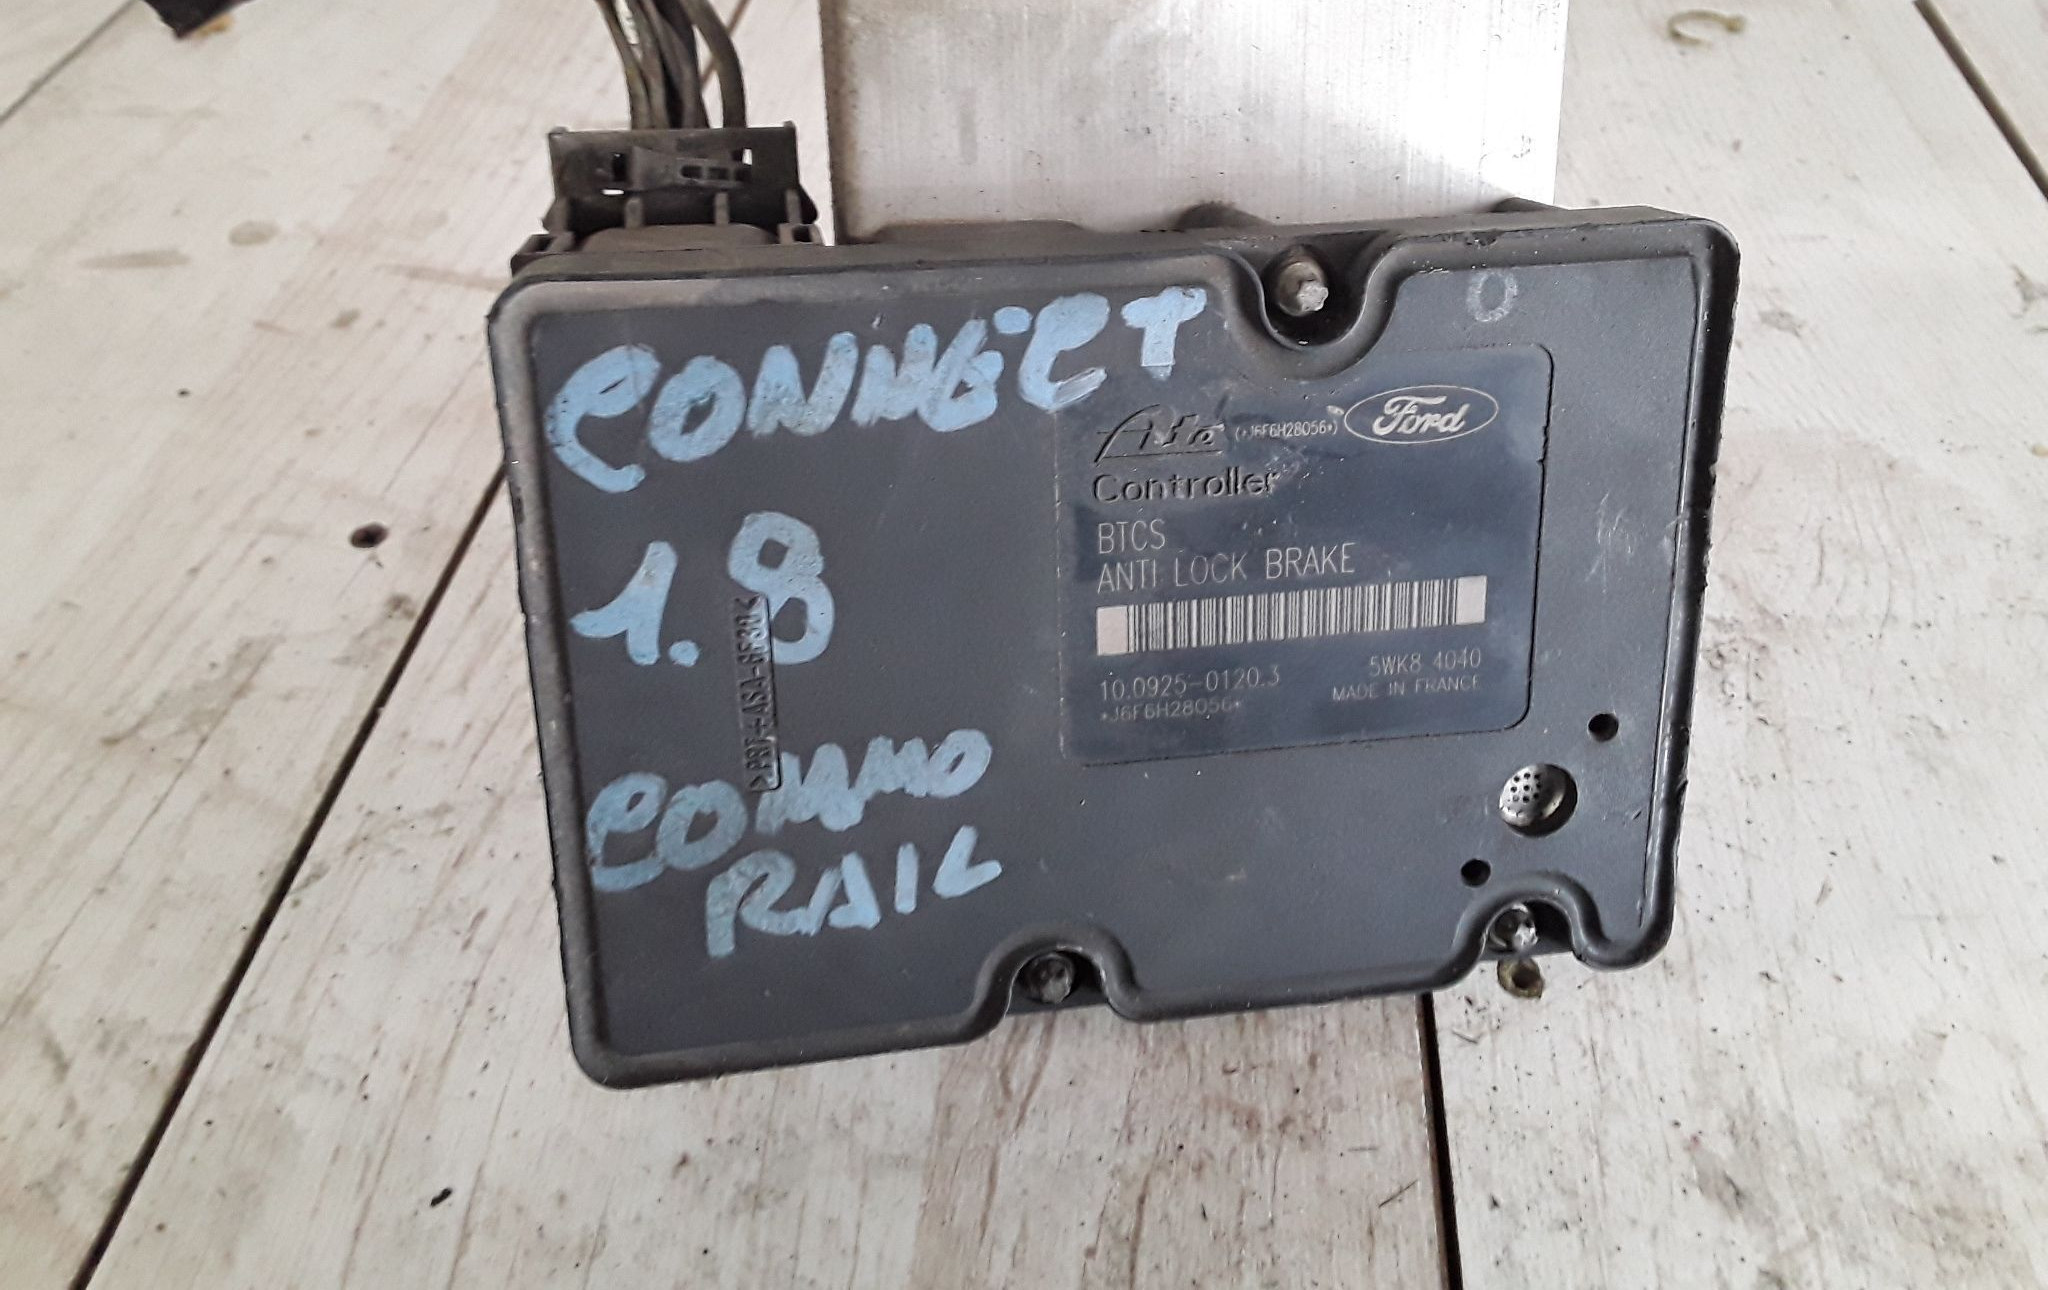 CONNECT
1.8
COMMO
RAIL
Ate (*J6F6H28056*) Ford
Controller
BTCS
ANTI LOCK BRAKE
10.0925-0120.3 5WK8 4040
*J6F6H28056* MADE IN FRANCE
O